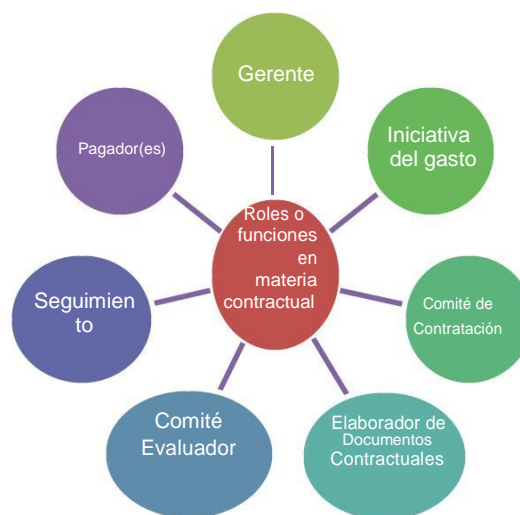 Gerente
Iniciativa
del gasto
Pagador(es)
Roles o
funciones
en
materia
contractual
Seguimien
to
Comité de
Contratación
Comité
Evaluador
Elaborador de
Documentos
Contractuales